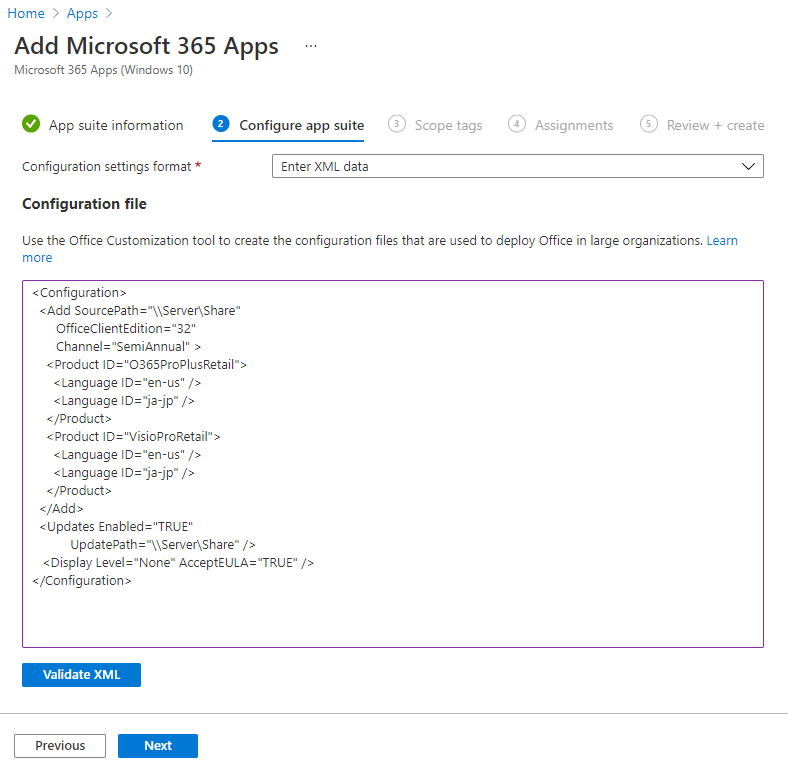 Home > Apps >
Add Microsoft 365 Apps ...
Microsoft 365 Apps (Windows 10)
App suite information 2 Configure app suite 3 Scope tags 4 Assignments 5 Review + create
Configuration settings format * Enter XML data
Configuration file
Use the Office Customization tool to create the configuration files that are used to deploy Office in large organizations. Learn
more
<Configuration>
<Add SourcePath="\\Server\Share"
OfficeClientEdition="32"
Channel="SemiAnnual" >
<Product ID="O365ProPlusRetail">
<Language ID="en-us" />
<Language ID="ja-jp" />
</Product>
<Product ID="VisioProRetail">
<Language ID="en-us" />
<Language ID="ja-jp" />
</Product>
</Add>
<Updates Enabled="TRUE"
UpdatePath="\\Server\Share" />
<Display Level="None" AcceptEULA="TRUE" />
</Configuration>
Validate XML
Previous Next